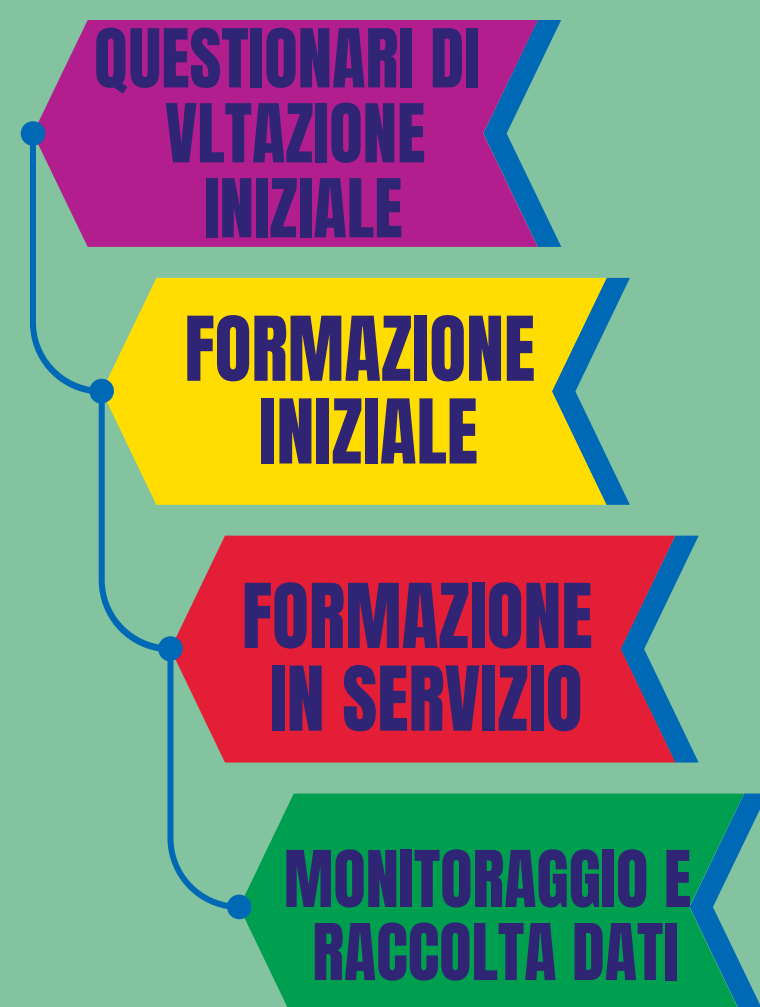 QUESTIONARI DI
VLTAZIONE
INIZIALE
FORMAZIONE
INIZIALE
FORMAZIONE
IN SERVIZIO
MONITORAGGIO E
RACCOLTA DATI